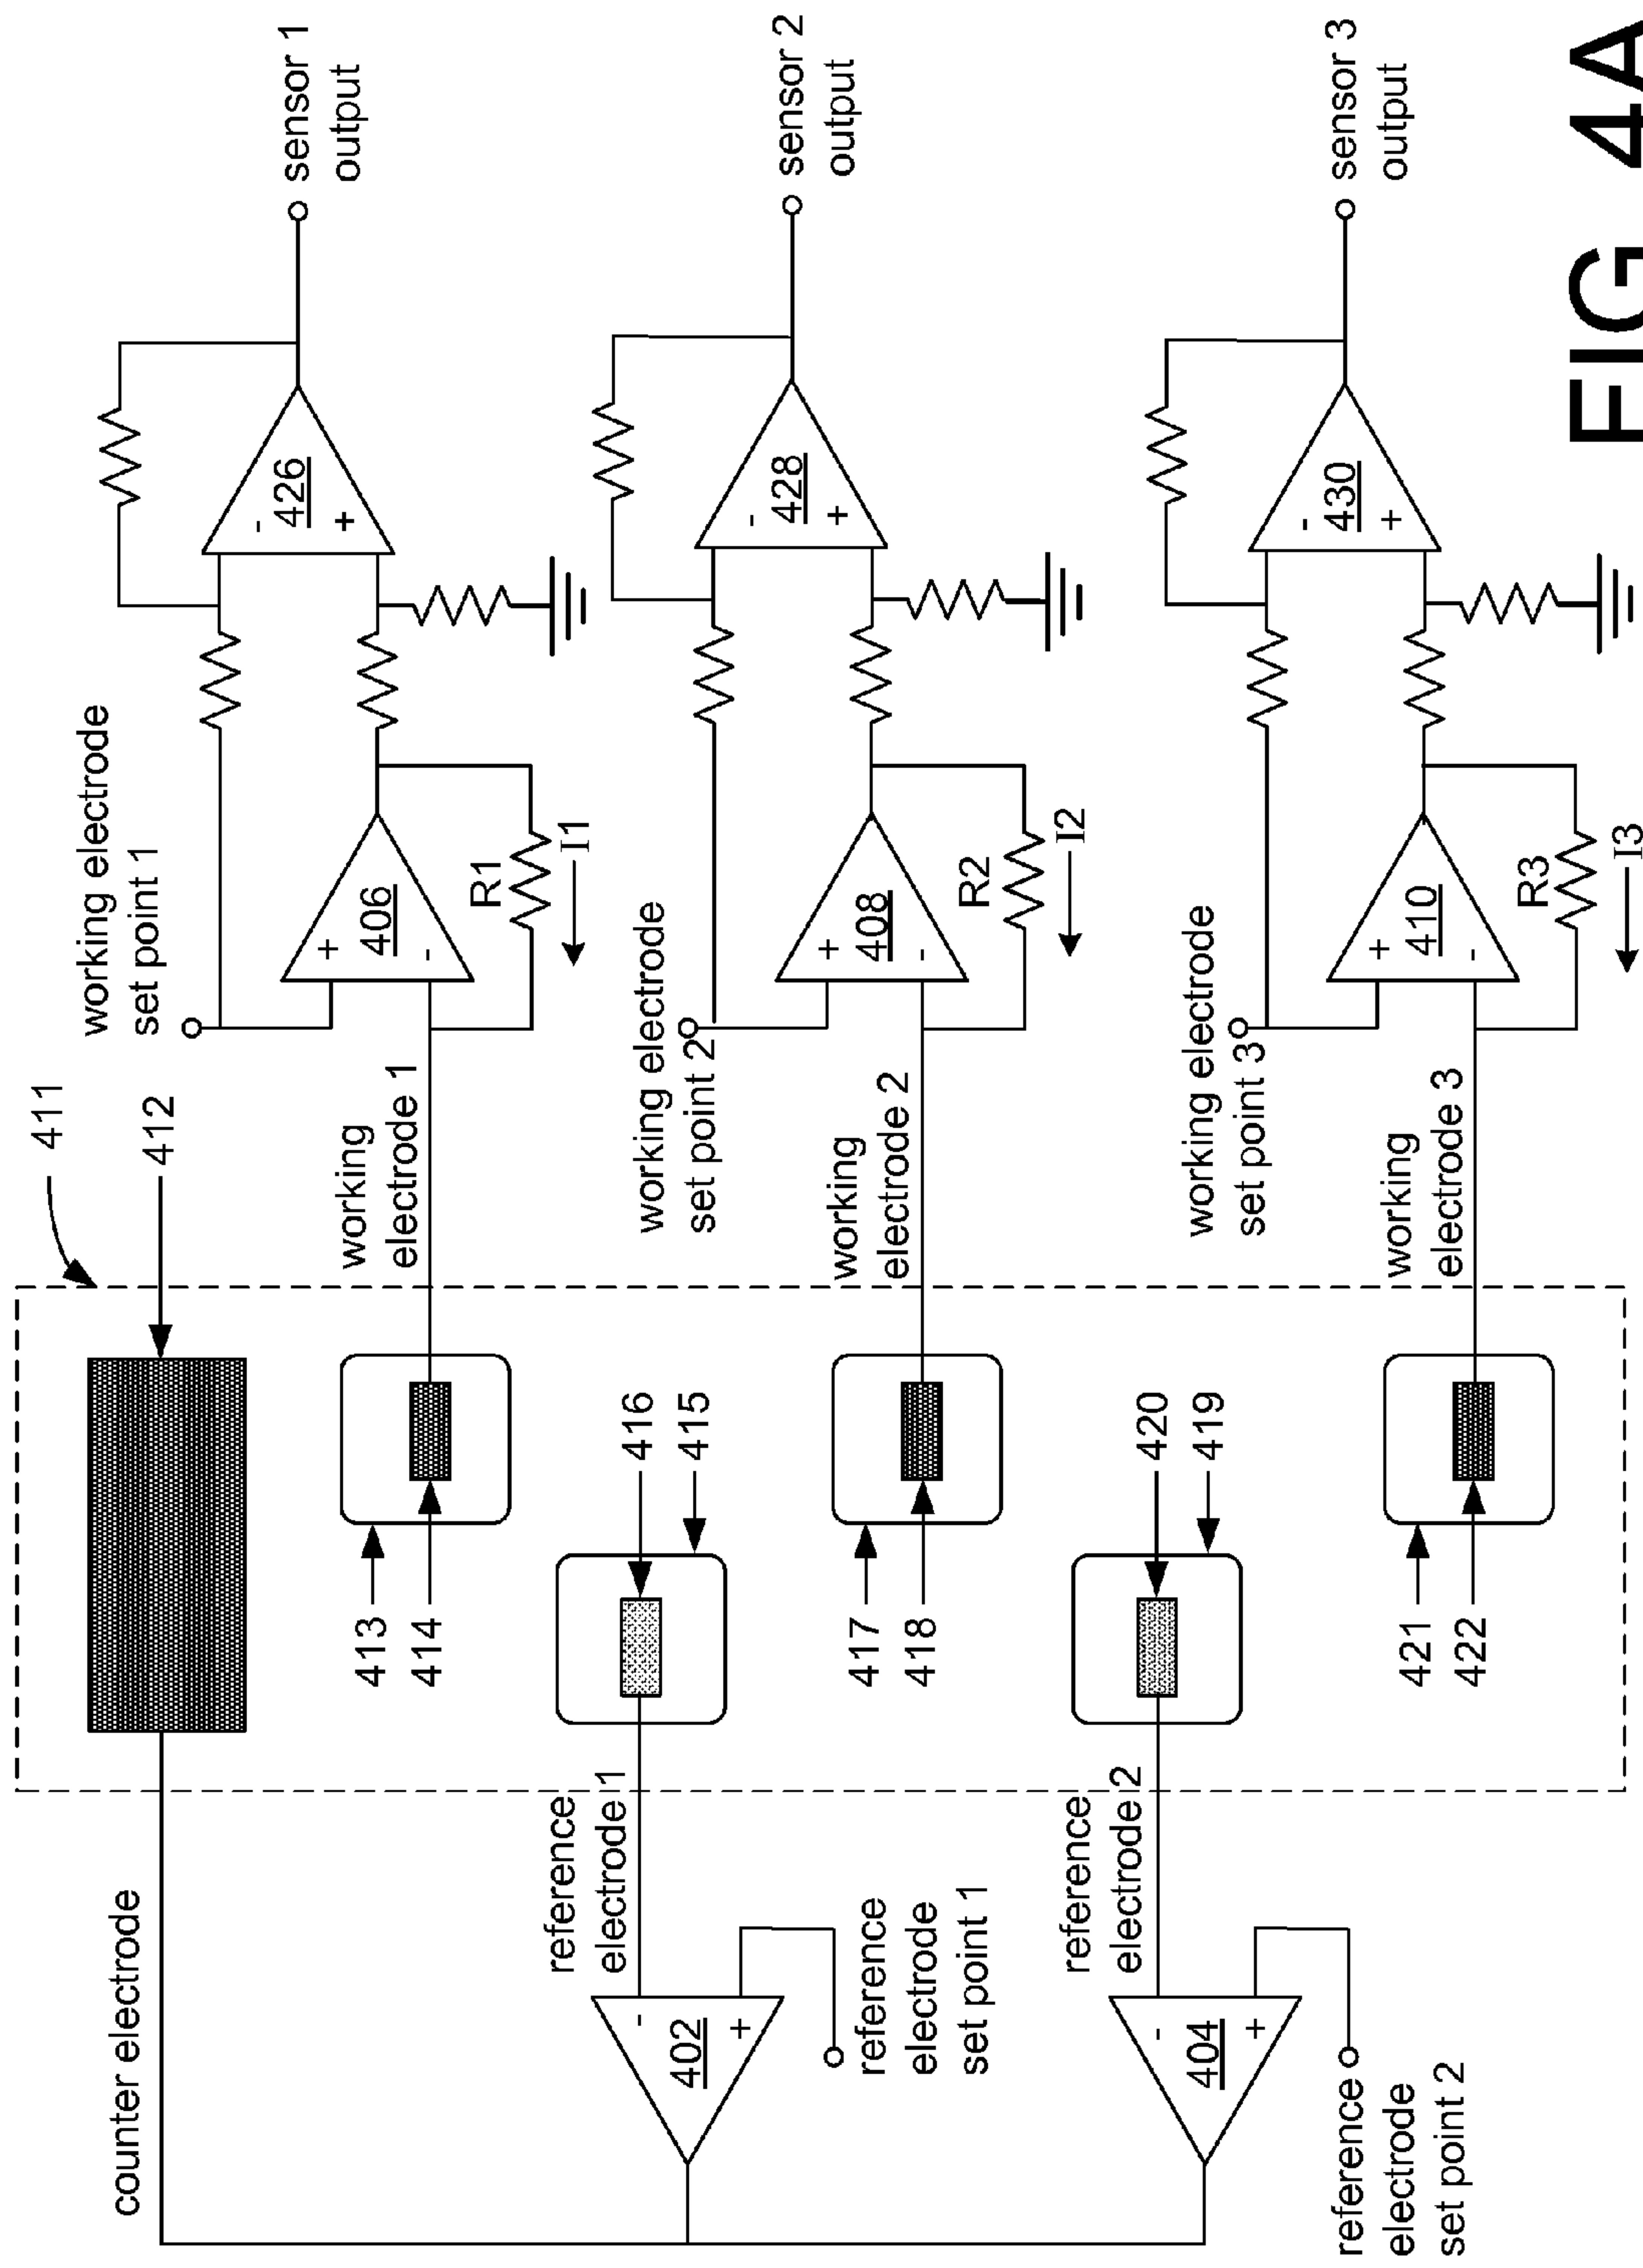 counter electrode
411
412
working electrode
set point 1
working
electrode 1
+
406
-
R1
I1
-
426
+
sensor 1
output
413
414
reference
electrode 1
-
402
+
reference
electrode
set point 1
416
415
working electrode
set point 2
working
electrode 2
+
408
-
R2
I2
-
428
+
sensor 2
output
417
418
reference
electrode 2
-
404
+
reference
electrode
set point 2
420
419
working electrode
set point 3
working
electrode 3
+
410
-
R3
I3
-
430
+
sensor 3
output
421
422
FIG 4A